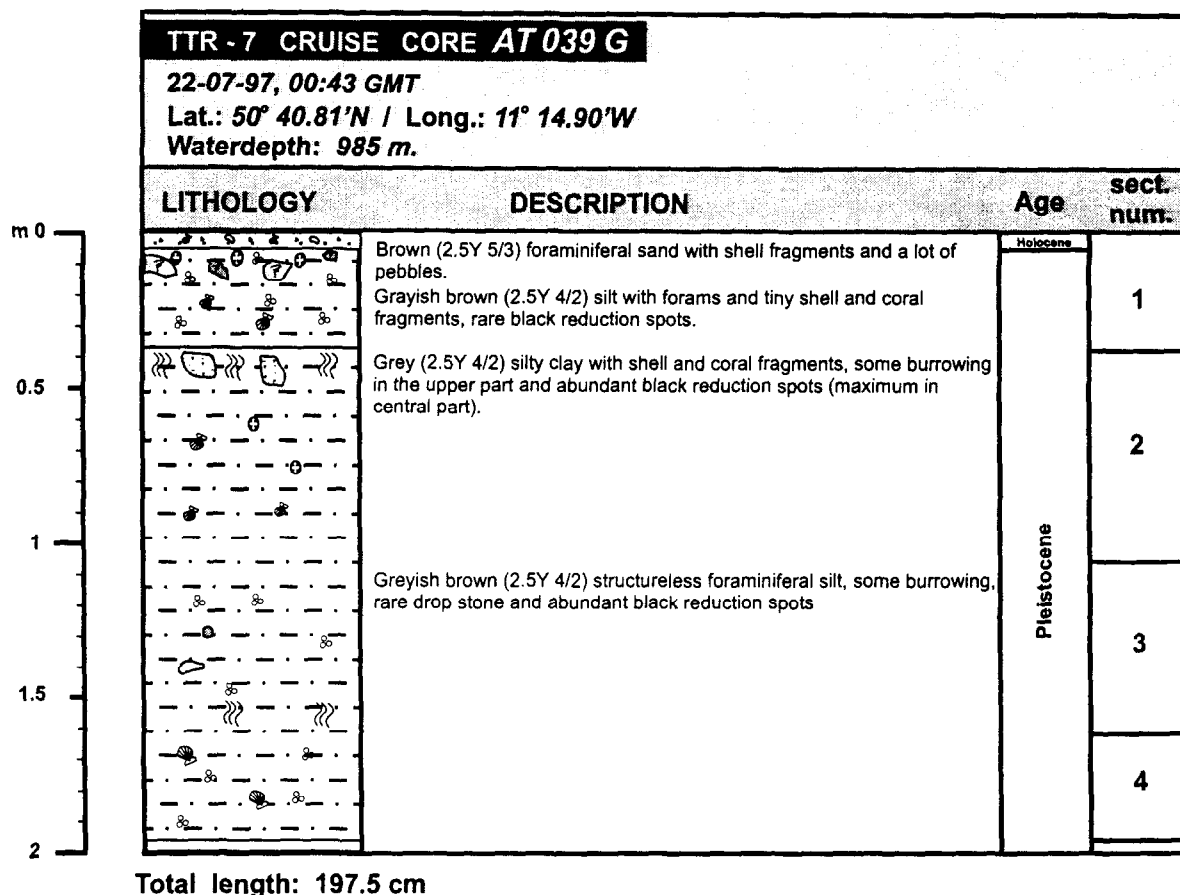 TTR - 7 CRUISE CORE AT 039 G
22-07-97, 00:43 GMT
Lat.: 50° 40.81'N / Long.: 11° 14.90'W
Waterdepth: 985 m.
LITHOLOGY DESCRIPTION Age sect. num.
m 0
Holocene
Brown (2.5Y 5/3) foraminiferal sand with shell fragments and a lot of
pebbles.
Grayish brown (2.5Y 4/2) silt with forams and tiny shell and coral
fragments, rare black reduction spots.
1
Grey (2.5Y 4/2) silty clay with shell and coral fragments, some burrowing
in the upper part and abundant black reduction spots (maximum in
central part).
0.5
2
1
Pleistocene
Greyish brown (2.5Y 4/2) structureless foraminiferal silt, some burrowing,
rare drop stone and abundant black reduction spots
3
1.5
4
2
Total length: 197.5 cm